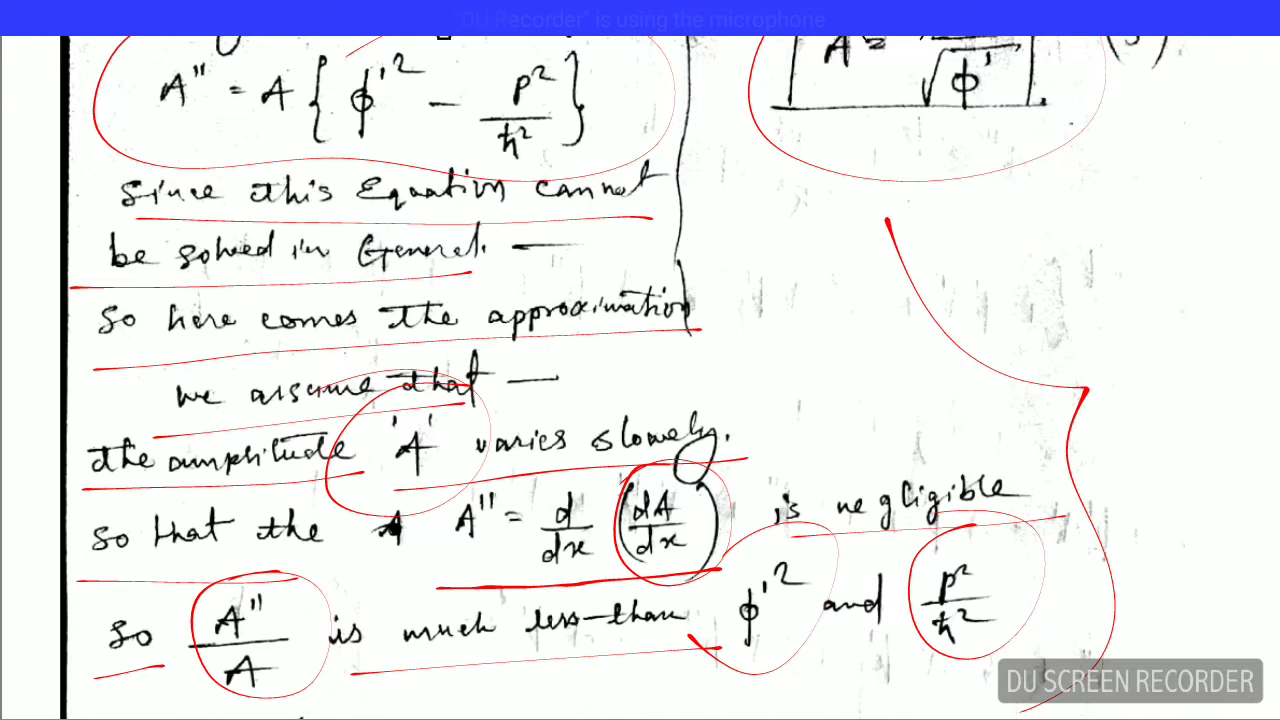 "DU Recorder" is using the microphone
A'' = A { ϕ'² − p²/ħ² }
A = /√ϕ'
Since this Equation cannot
be solved in General. —
So here comes the approximation
we assume that —
the amplitude 'A' varies slowly.
So that the A A'' = d/dx (dA/dx) is negligible
So A''/A is much less-than ϕ'² and p²/ħ²
DU SCREEN RECORDER